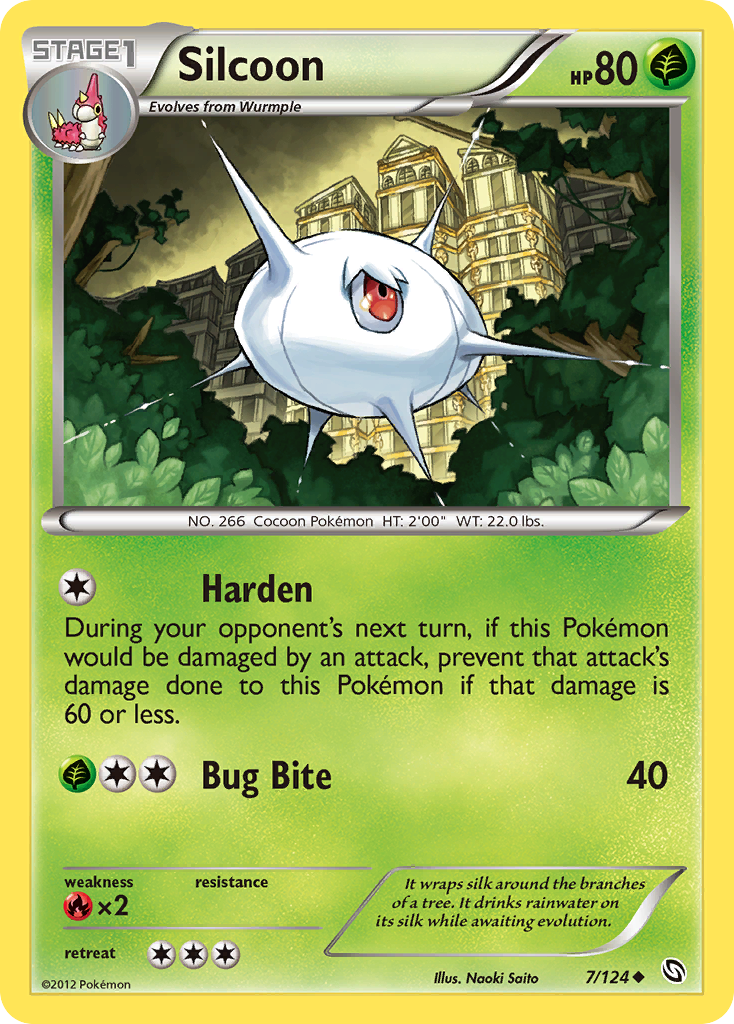 STAGE1
Silcoon
HP80
Evolves from Wurmple
NO. 266 Cocoon Pokémon HT: 2'00" WT: 22.0 lbs.
Harden
During your opponent's next turn, if this Pokémon
would be damaged by an attack, prevent that attack's
damage done to this Pokémon if that damage is
60 or less.
Bug Bite 40
weakness resistance
×2
retreat
It wraps silk around the branches
of a tree. It drinks rainwater on
its silk while awaiting evolution.
©2012 Pokémon
Illus. Naoki Saito
7/124